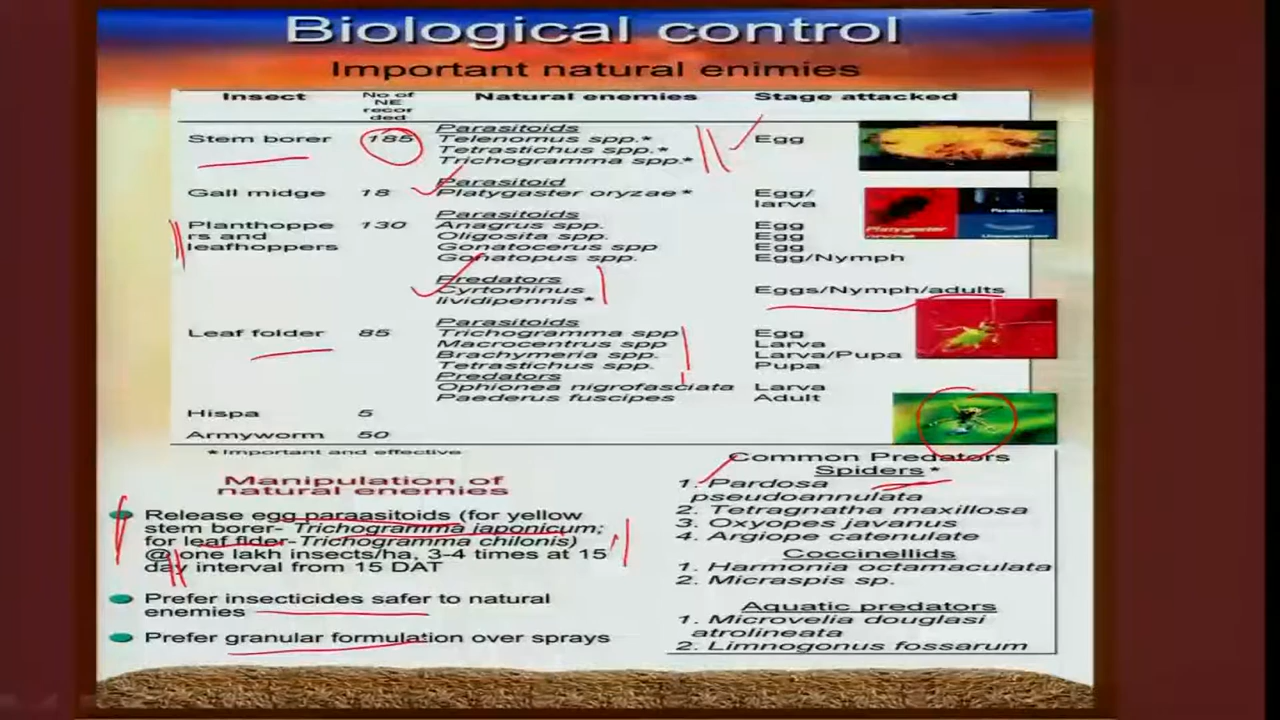 Biological control
Important natural enimies
Insect No of NE recor ded Natural enemies Stage attacked
Parasitoids
Stem borer 185 Telenomus spp.* Egg
Tetrastichus spp.*
Trichogramma spp.*
Parasitoid
Gall midge 18 Platygaster oryzae* Egg/
larva
Parasitoids
Planthoppe 130 Anagrus spp. Egg
rs and Oligosita spp. Egg
leafhoppers Gonatocerus spp Egg
Gonatopus spp. Egg/Nymph
Predators
Cyrtorhinus Eggs/Nymph/adults
lividipennis*
Parasitoids
Leaf folder 85 Trichogramma spp Egg
Macrocentrus spp Larva
Brachymeria spp. Larva/Pupa
Tetrastichus spp. Pupa
Predators
Ophionea nigrofasciata Larva
Paederus fuscipes Adult
Hispa 5
Armyworm 50
*Important and effective
Manipulation of
natural enemies
Release egg paraasitoids (for yellow
stem borer- Trichogramma japonicum;
for leaf flder-Trichogramma chilonis)
@ one lakh insects/ha, 3-4 times at 15
day interval from 15 DAT
Prefer insecticides safer to natural
enemies
Prefer granular formulation over sprays
Common Predators
Spiders*
1. Pardosa
pseudoannulata
2. Tetragnatha maxillosa
3. Oxyopes javanus
4. Argiope catenulate
Coccinellids
1. Harmonia octamaculata
2. Micraspis sp.
Aquatic predators
1. Microvelia douglasi
atrolineata
2. Limnogonus fossarum